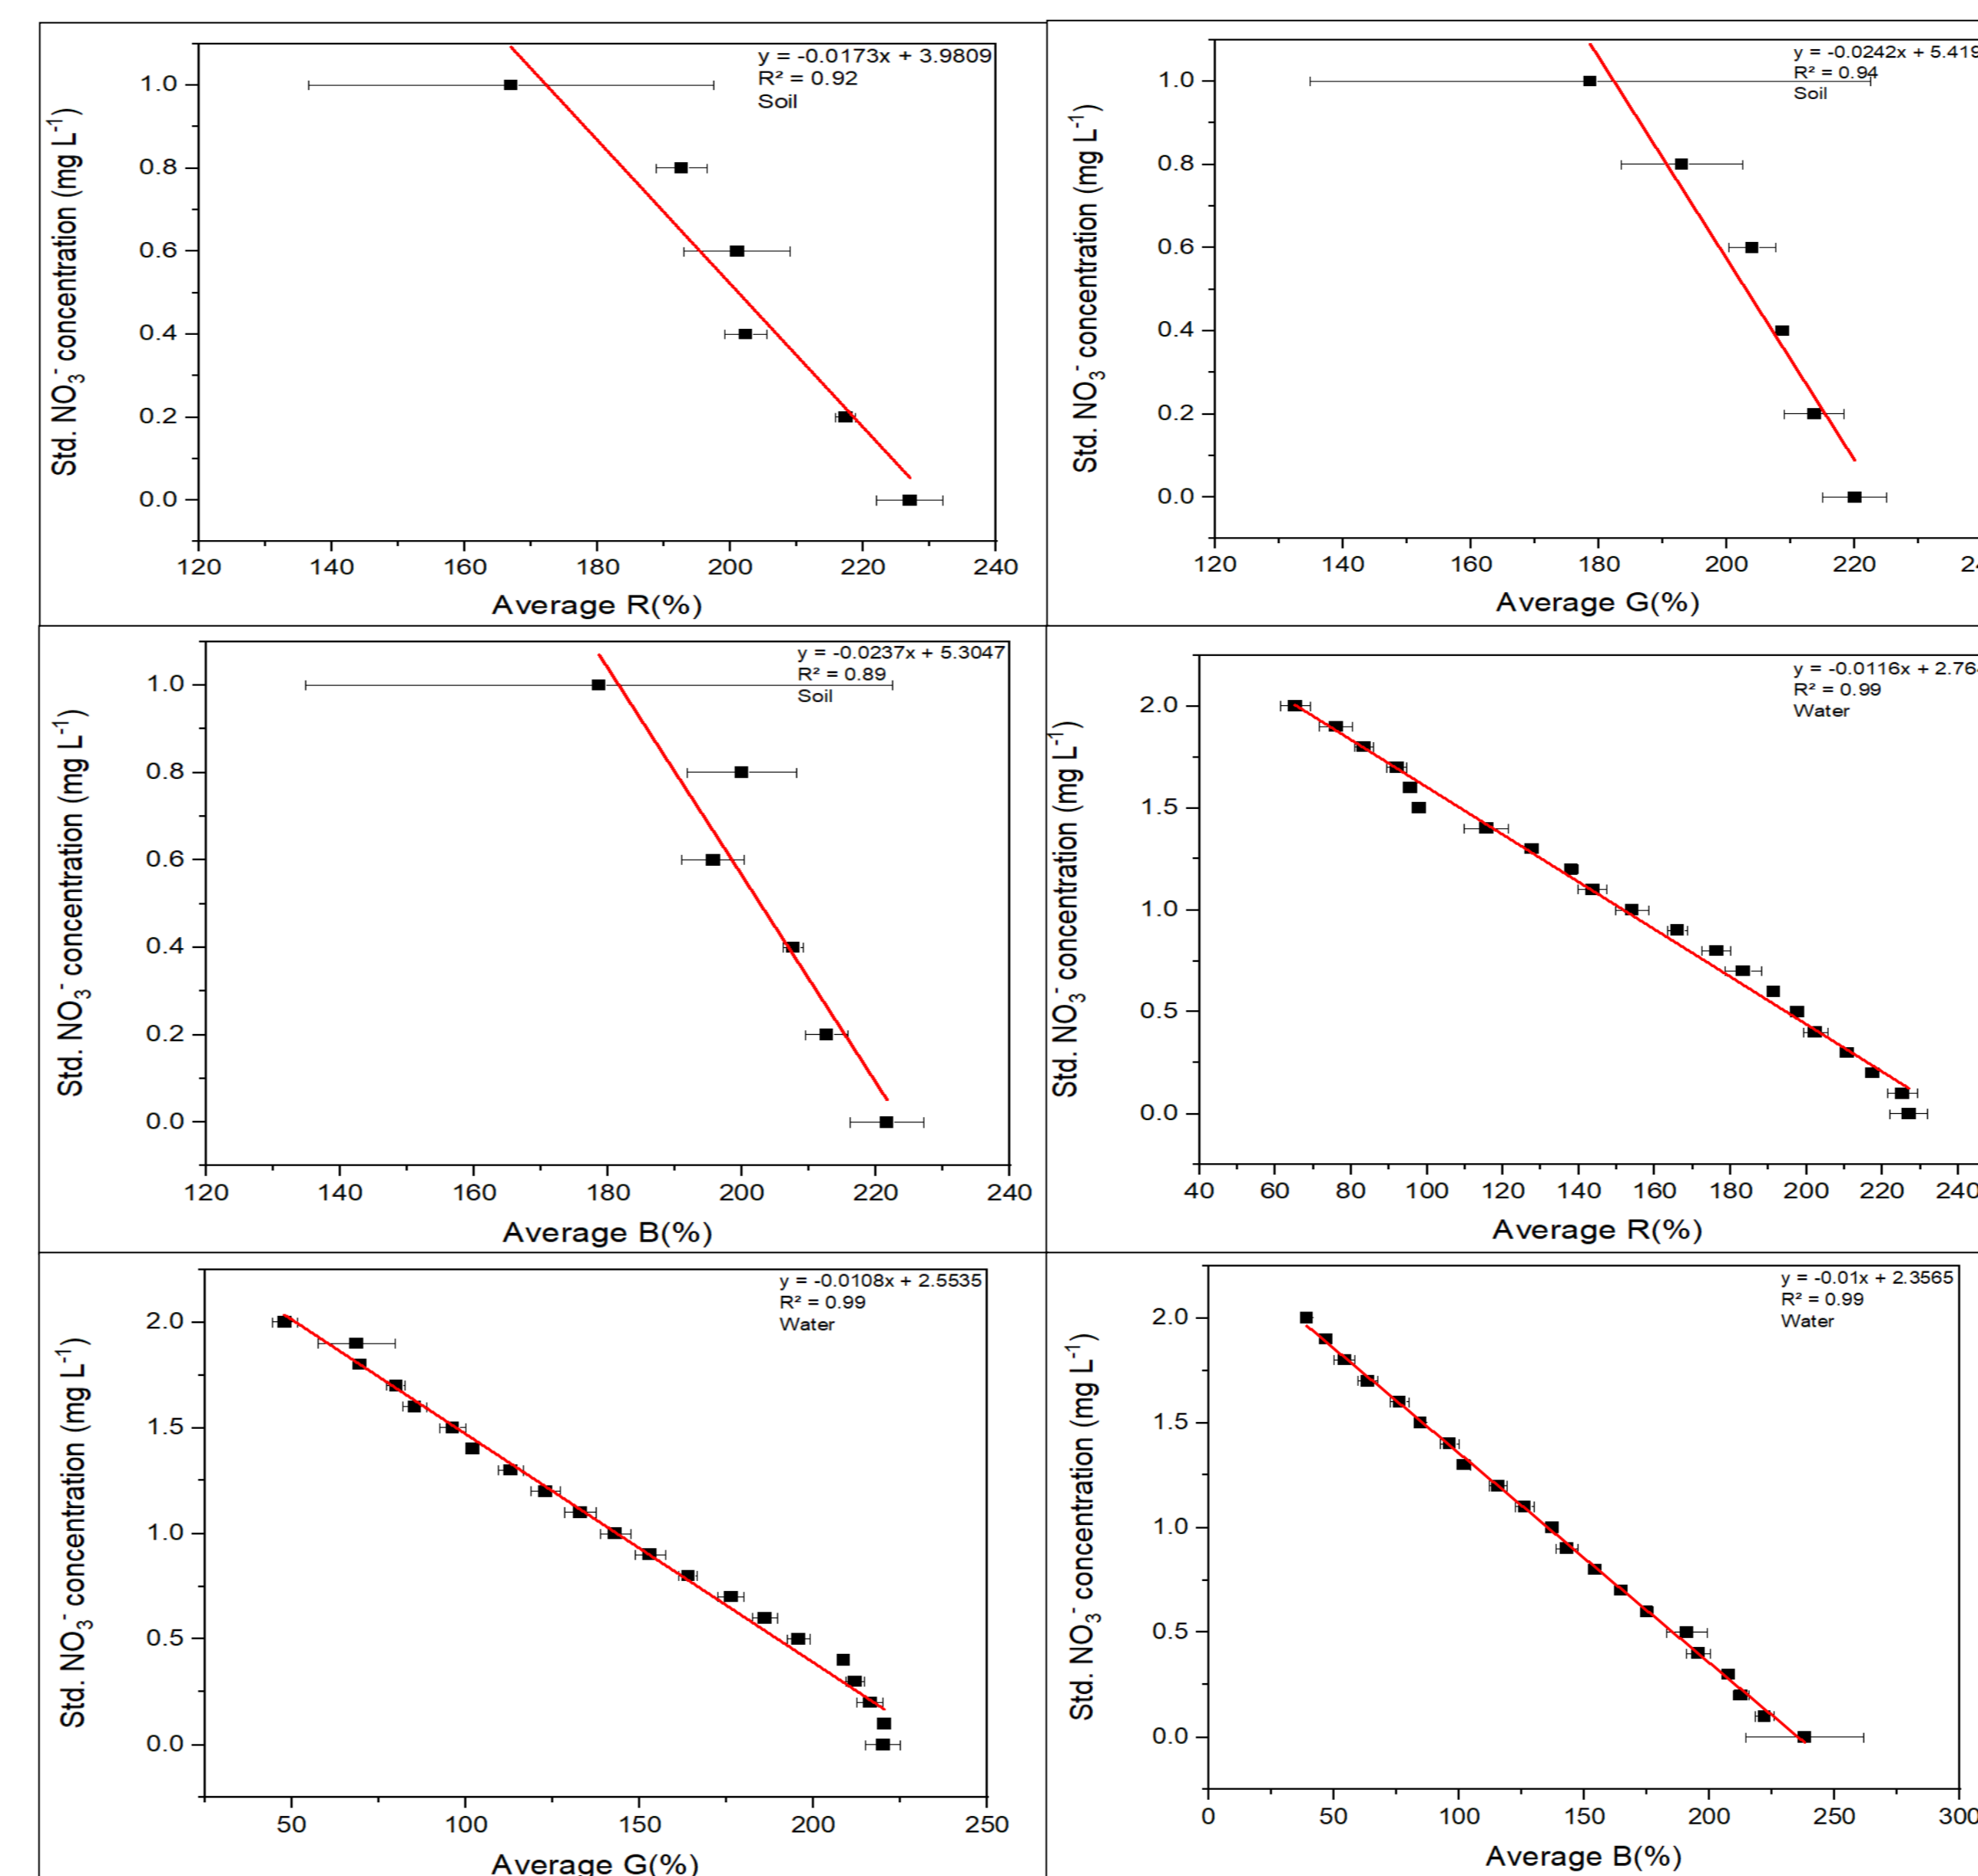 y = -0.0173x + 3.9809
R² = 0.92
Soil
Std. NO₃⁻ concentration (mg L⁻¹)
1.0
0.8
0.6
0.4
0.2
0.0
120 140 160 180 200 220 240
Average R(%)
y = -0.0242x + 5.419
R² = 0.94
Soil
Std. NO₃⁻ concentration (mg L⁻¹)
1.0
0.8
0.6
0.4
0.2
0.0
120 140 160 180 200 220
Average G(%)
y = -0.0237x + 5.3047
R² = 0.89
Soil
Std. NO₃⁻ concentration (mg L⁻¹)
1.0
0.8
0.6
0.4
0.2
0.0
120 140 160 180 200 220 240
Average B(%)
y = -0.0116x + 2.76
R² = 0.99
Water
Std. NO₃⁻ concentration (mg L⁻¹)
2.0
1.5
1.0
0.5
0.0
40 60 80 100 120 140 160 180 200 220 240
Average R(%)
y = -0.0108x + 2.5535
R² = 0.99
Water
Std. NO₃⁻ concentration (mg L⁻¹)
2.0
1.5
1.0
0.5
0.0
50 100 150 200 250
Average G(%)
y = -0.01x + 2.3565
R² = 0.99
Water
Std. NO₃⁻ concentration (mg L⁻¹)
2.0
1.5
1.0
0.5
0.0
0 50 100 150 200 250 300
Average B(%)